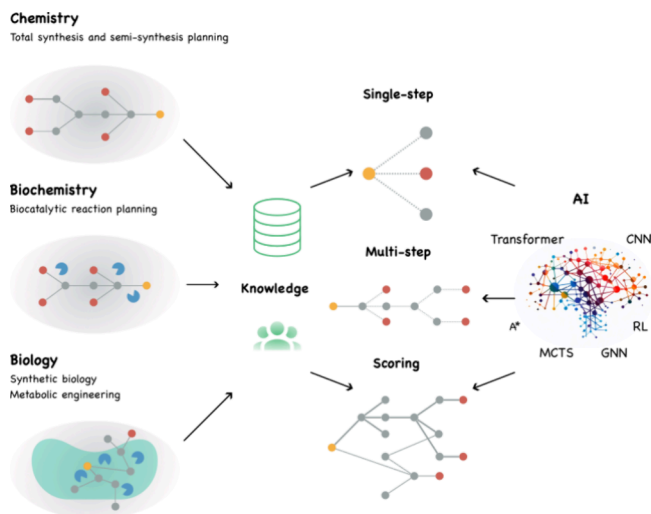 Chemistry
Total synthesis and semi-synthesis planning
Single-step
Biochemistry
Biocatalytic reaction planning
AI
Transformer
CNN
Multi-step
Knowledge
A*
RL
MCTS
GNN
Biology
Synthetic biology
Metabolic engineering
Scoring